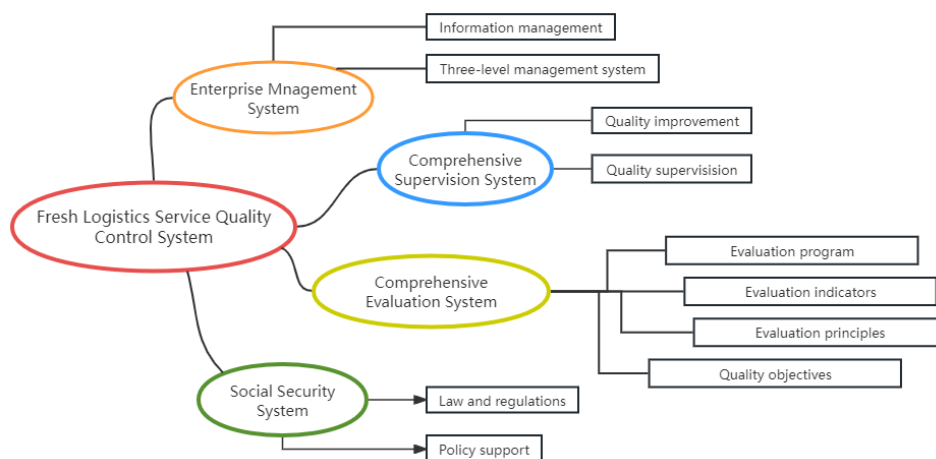 Information management
Three-level management system
Enterprise Mnagement
System
Quality improvement
Comprehensive
Supervision System
Quality supervisision
Fresh Logistics Service Quality
Control System
Evaluation program
Comprehensive
Evaluation System
Evaluation indicators
Evaluation principles
Quality objectives
Social Security
System
Law and regulations
Policy support